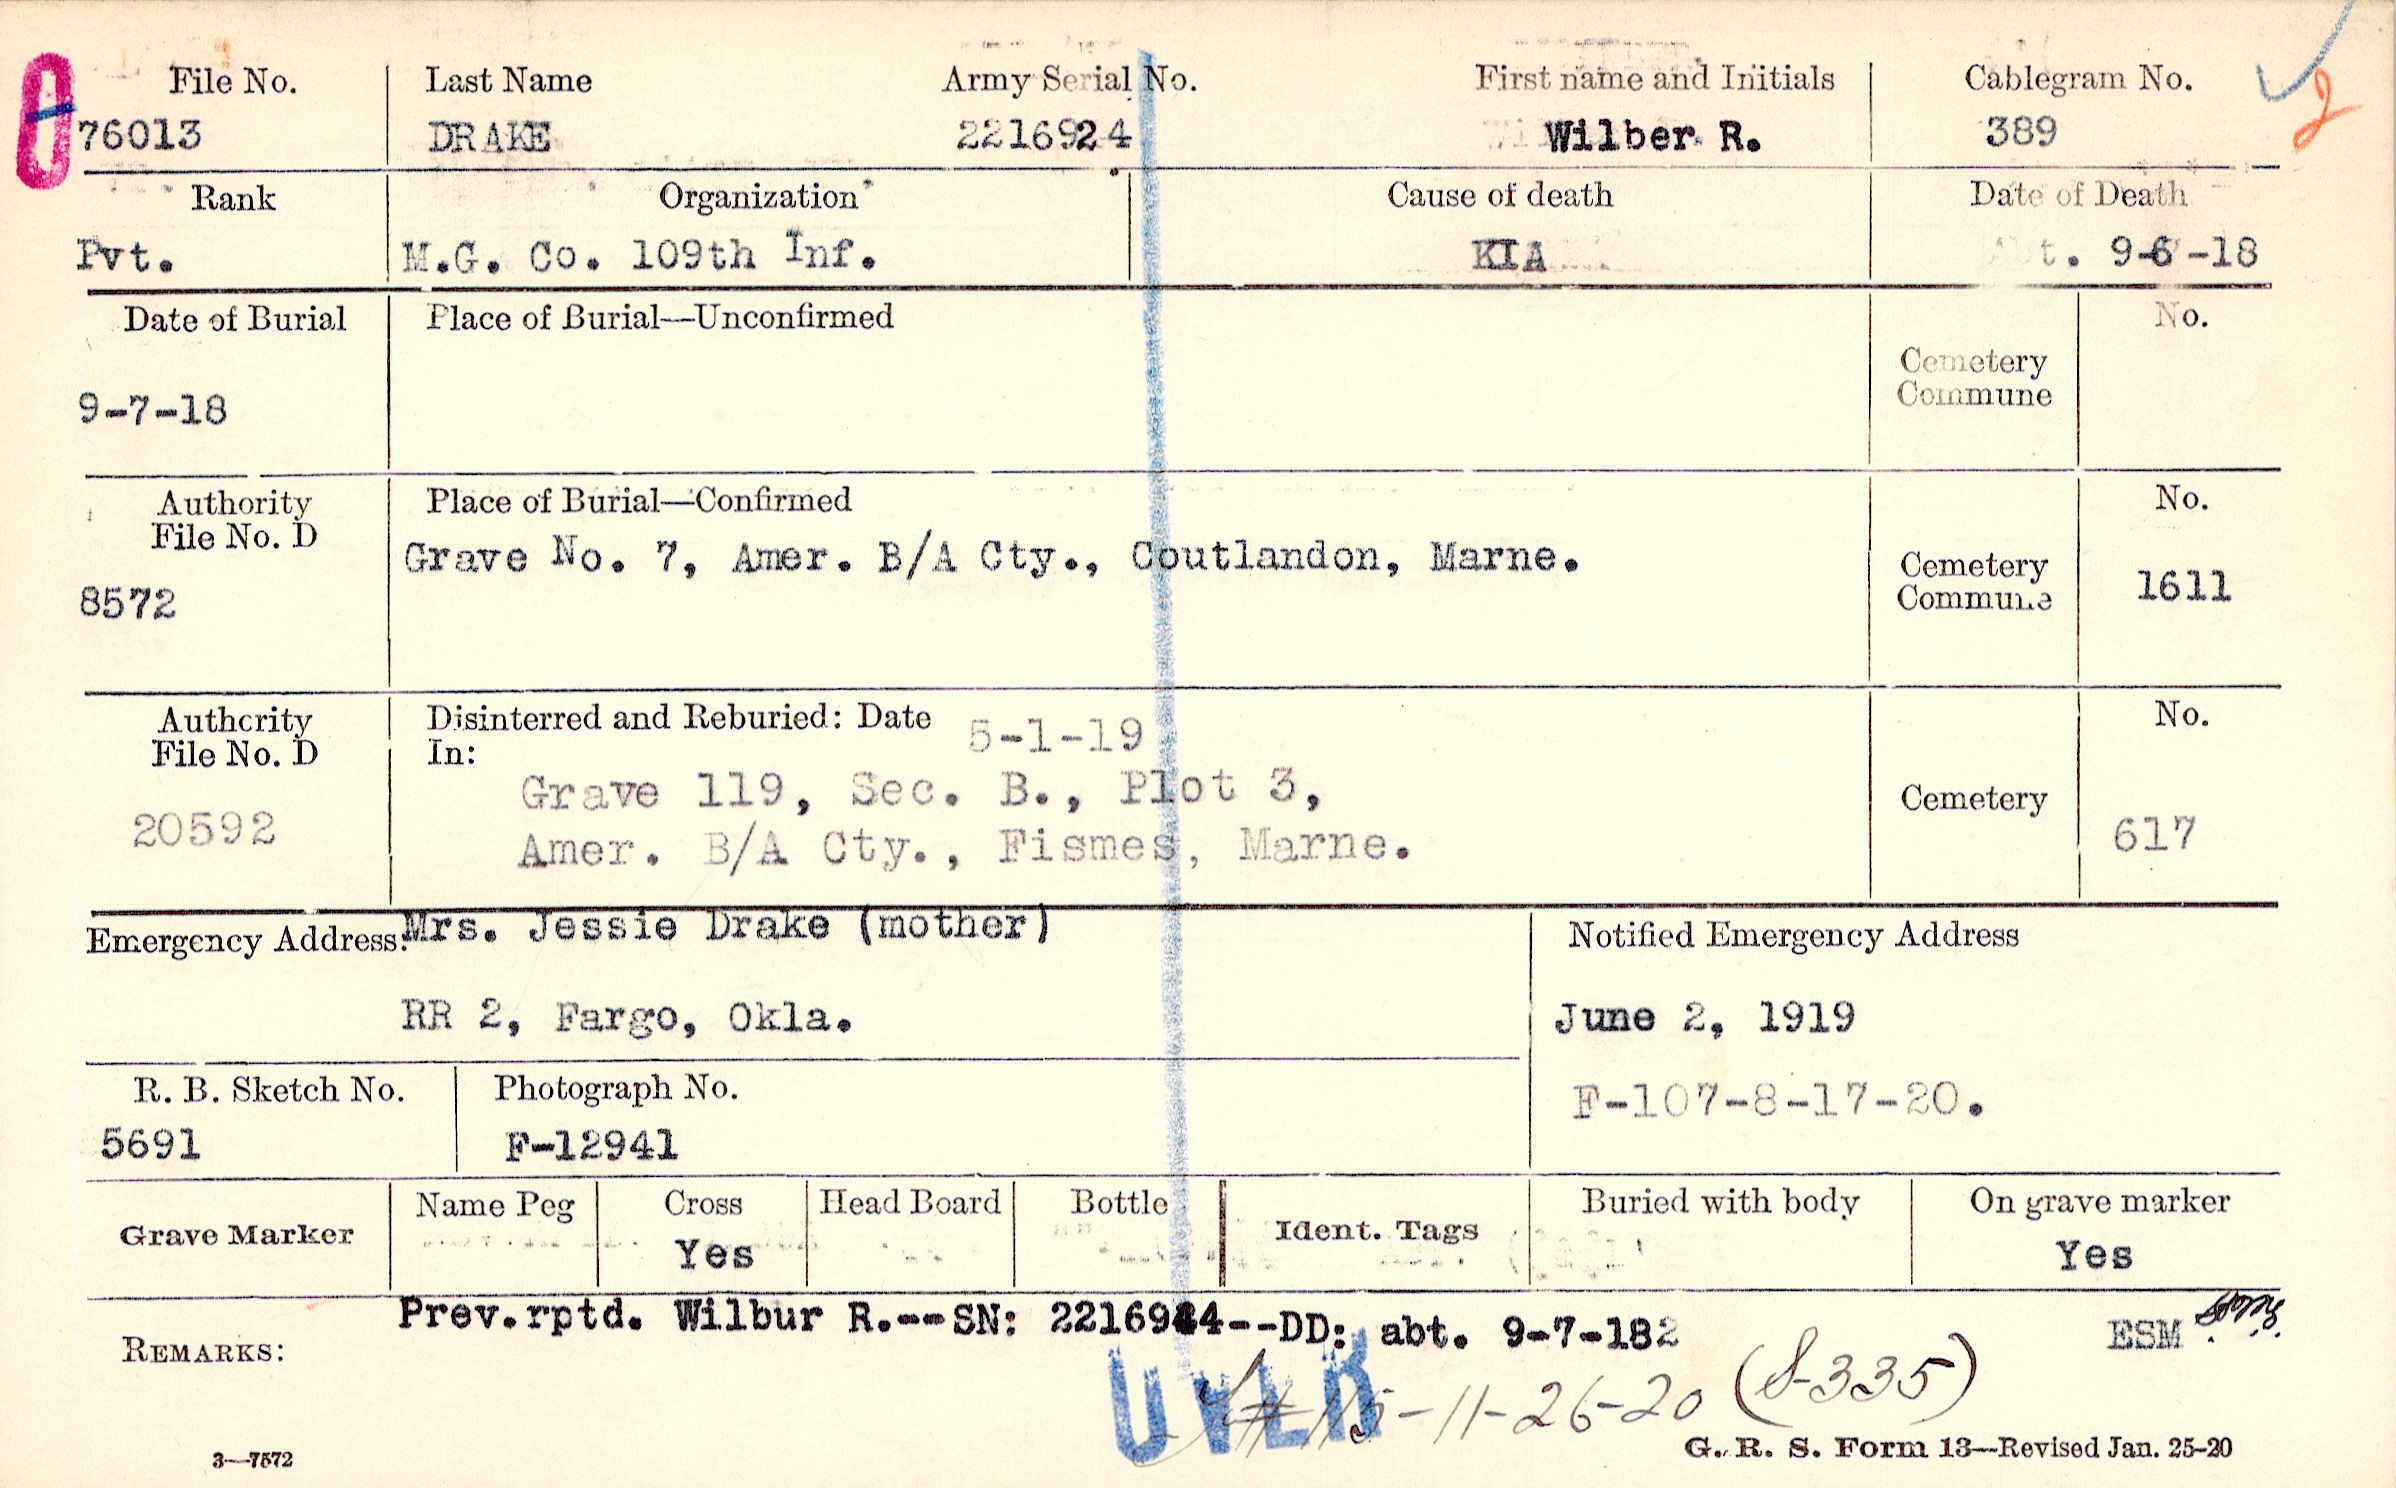 File No. Last Name Army Serial No. First name and Initials Cablegram No.
76013 DRAKE 2216924 Wilber R. 389
2
Rank Organization Cause of death Date of Death
Pvt. M.G. Co. 109th Inf. KIA 9-6-18
Date of Burial Place of Burial—Unconfirmed No.
Cemetery
Commune
9-7-18
Authority Place of Burial—Confirmed No.
File No. D
Grave No. 7, Amer. B/A Cty., Coutlandon, Marne.
Cemetery
Commune
8572 1611
Authority Disinterred and Reburied: Date 5-1-19 No.
File No. D In:
Grave 119, Sec. B., Plot 3, Cemetery
20592 Amer. B/A Cty., Fismes, Marne. 617
Emergency Address: Mrs. Jessie Drake (mother) Notified Emergency Address
RR 2, Fargo, Okla. June 2, 1919
R. B. Sketch No. Photograph No. F-107-8-17-20.
5691 F-12941
Grave Marker Name Peg Cross Head Board Bottle Ident. Tags Buried with body On grave marker
Yes Yes
REMARKS: Prev.rptd. Wilbur R.--SN: 2216944--DD: abt. 9-7-182 ESM
115-11-26-20 (S-335)
3—7572 G. R. S. Form 13—Revised Jan. 25-20